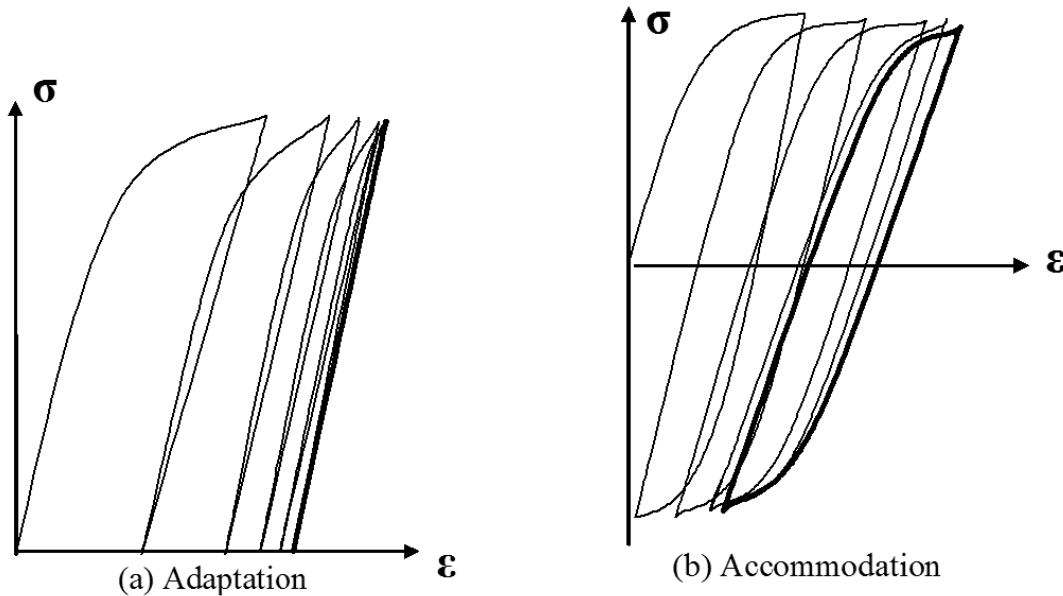 σ
ε
(a) Adaptation
σ
ε
(b) Accommodation